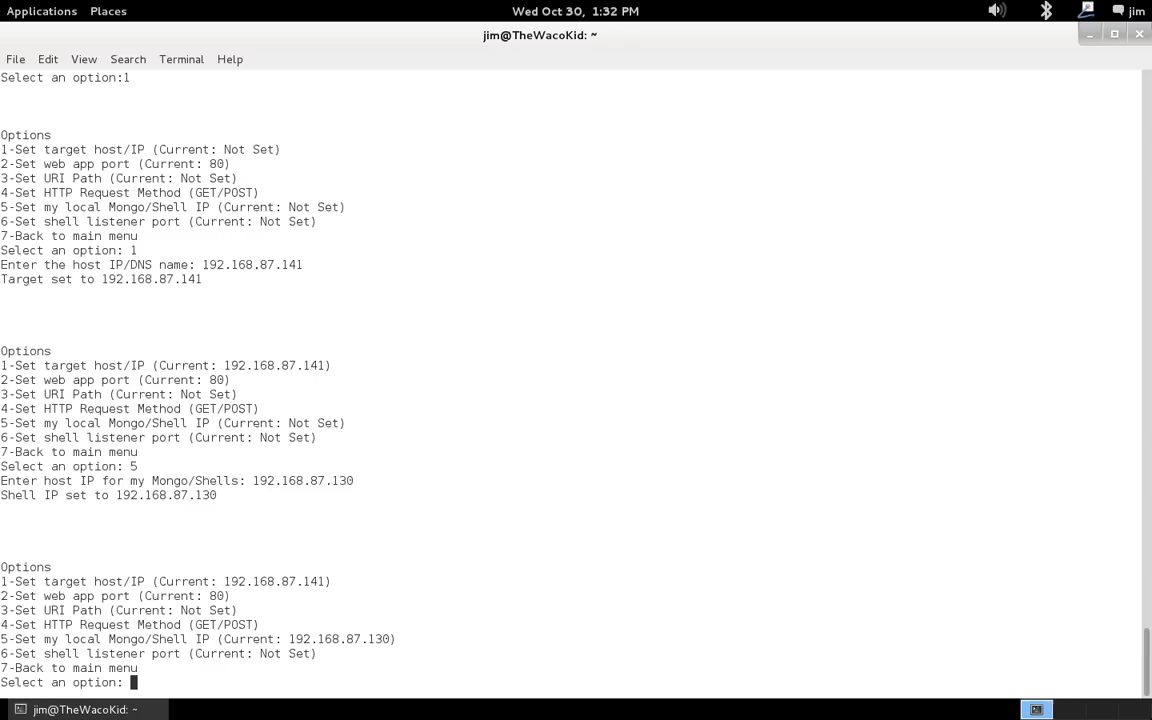 Applications Places Wed Oct 30, 1:32 PM jim
jim@TheWacoKid: ~
File Edit View Search Terminal Help
Select an option:1
Options
1-Set target host/IP (Current: Not Set)
2-Set web app port (Current: 80)
3-Set URI Path (Current: Not Set)
4-Set HTTP Request Method (GET/POST)
5-Set my local Mongo/Shell IP (Current: Not Set)
6-Set shell listener port (Current: Not Set)
7-Back to main menu
Select an option: 1
Enter the host IP/DNS name: 192.168.87.141
Target set to 192.168.87.141
Options
1-Set target host/IP (Current: 192.168.87.141)
2-Set web app port (Current: 80)
3-Set URI Path (Current: Not Set)
4-Set HTTP Request Method (GET/POST)
5-Set my local Mongo/Shell IP (Current: Not Set)
6-Set shell listener port (Current: Not Set)
7-Back to main menu
Select an option: 5
Enter host IP for my Mongo/Shells: 192.168.87.130
Shell IP set to 192.168.87.130
Options
1-Set target host/IP (Current: 192.168.87.141)
2-Set web app port (Current: 80)
3-Set URI Path (Current: Not Set)
4-Set HTTP Request Method (GET/POST)
5-Set my local Mongo/Shell IP (Current: 192.168.87.130)
6-Set shell listener port (Current: Not Set)
7-Back to main menu
Select an option:
jim@TheWacoKid: ~